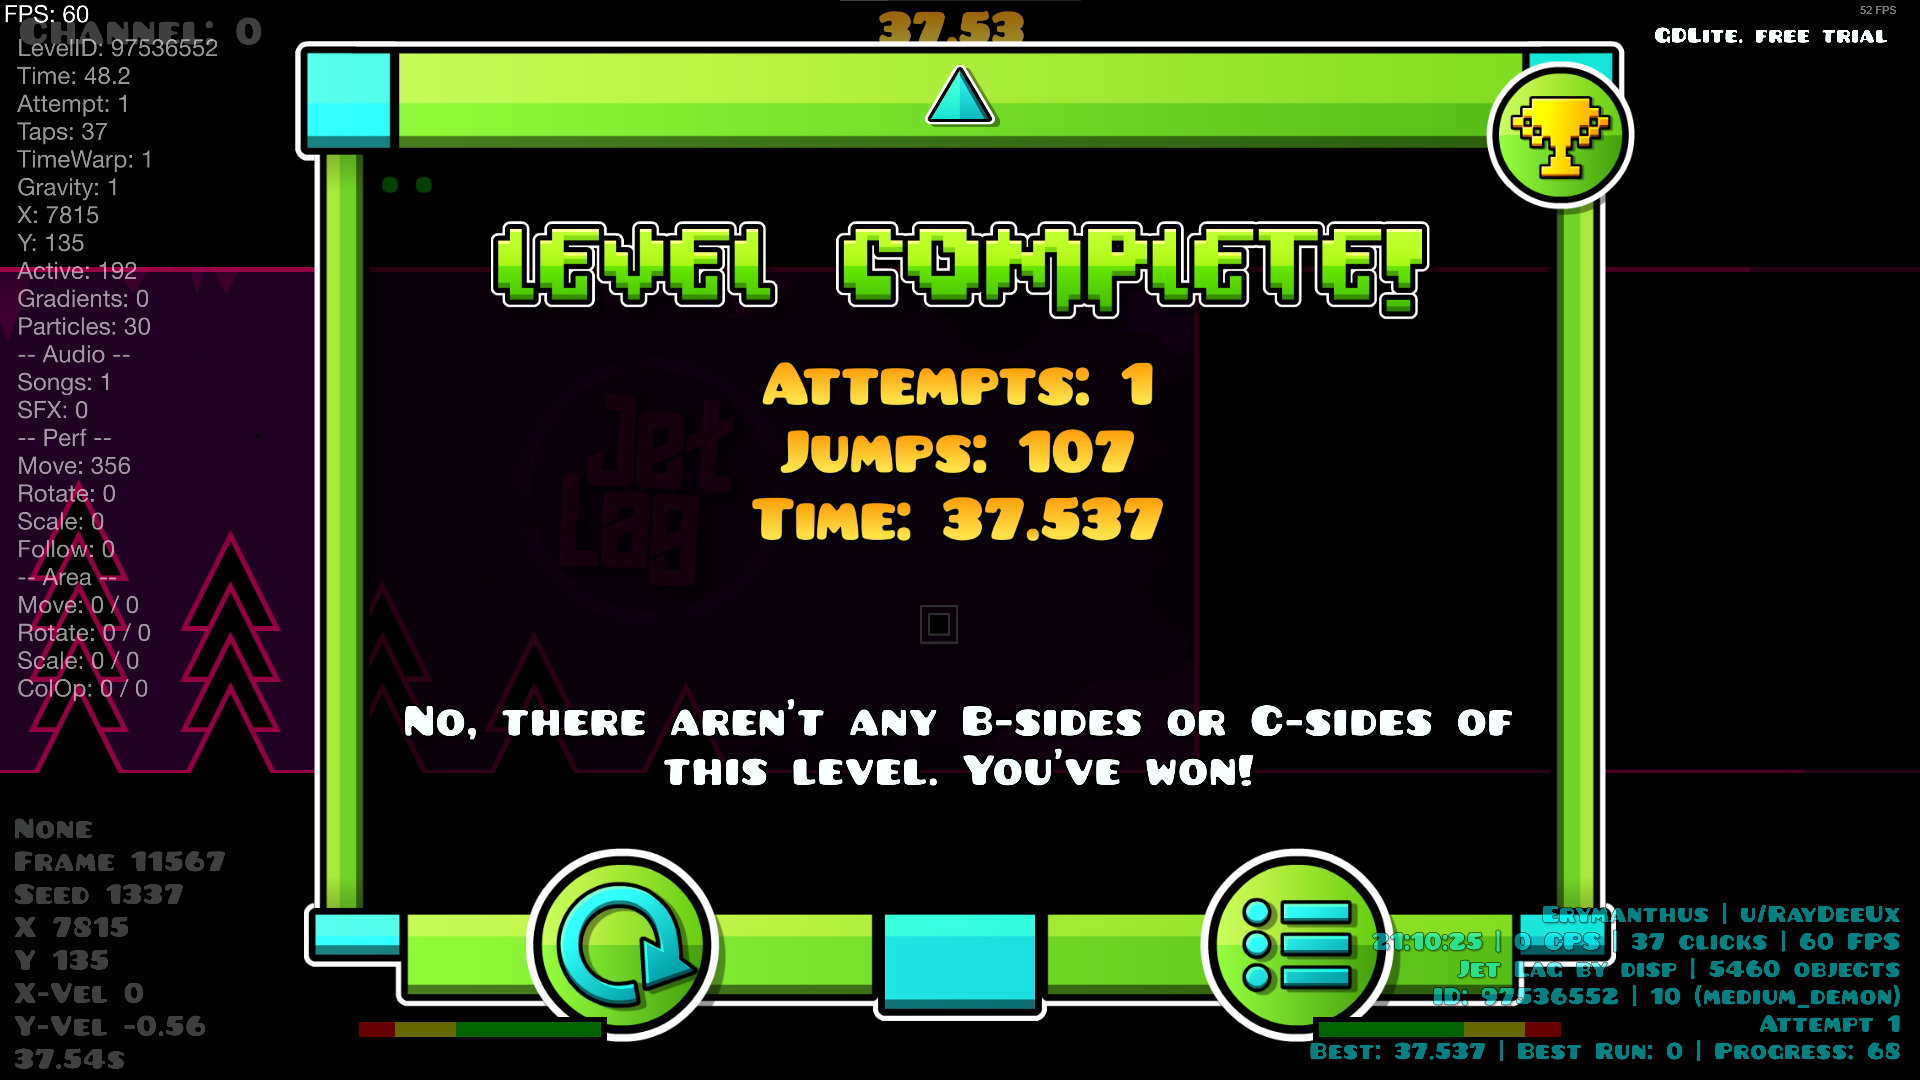 FPS: 60
Channel: 0
37.53
52 FPS
GDLite. free trial
LevelID: 97536552
Time: 48.2
Attempt: 1
Taps: 37
TimeWarp: 1
Gravity: 1
X: 7815
Y: 135
Active: 192
Gradients: 0
Particles: 30
-- Audio --
Songs: 1
SFX: 0
-- Perf --
Move: 356
Rotate: 0
Scale: 0
Follow: 0
-- Area --
Move: 0 / 0
Rotate: 0 / 0
Scale: 0 / 0
ColOp: 0 / 0
Level Complete!
Attempts: 1
Jumps: 107
Time: 37.537
Jet
Lag
No, there aren't any B-sides or C-sides of
this level. You've won!
None
Frame 11567
Seed 1337
X 7815
Y 135
X-Vel 0
Y-Vel -0.56
37.54s
Erymanthus | u/RayDeeUx
21:10:25 | 0 CPS | 37 clicks | 60 FPS
Jet Lag by disp | 5460 objects
ID: 97536552 | 10 (medium_demon)
Attempt 1
Best: 37.537 | Best Run: 0 | Progress: 68